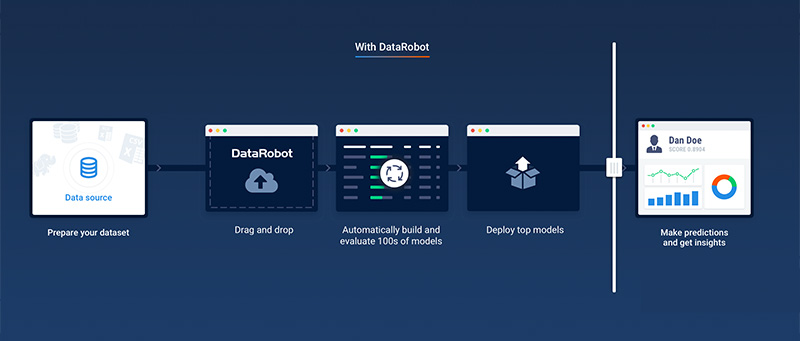 With DataRobot
Data source
Prepare your dataset
DataRobot
Drag and drop
Automatically build and
evaluate 100s of models
Deploy top models
Dan Doe
SCORE 0.8984
Make predictions
and get insights